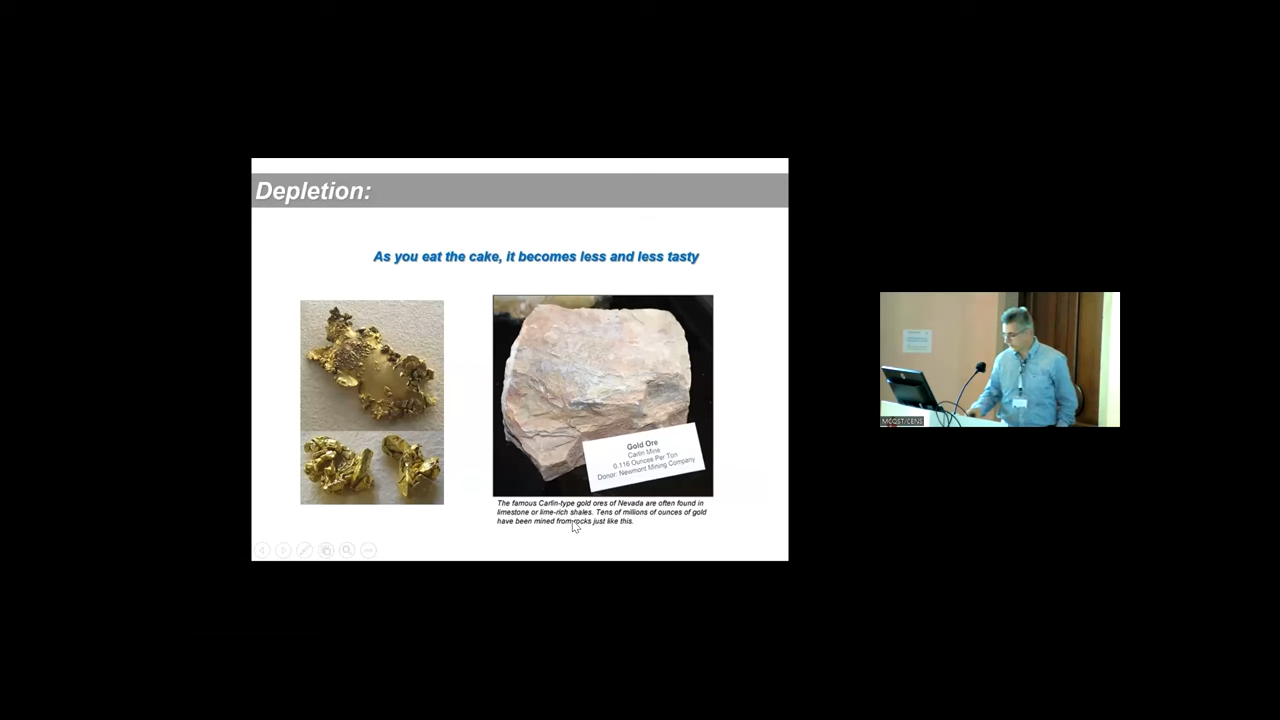 Depletion:
As you eat the cake, it becomes less and less tasty
Gold Ore
Carlin Mine
0.116 Ounces Per Ton
Donor: Newmont Mining Company
The famous Carlin-type gold ores of Nevada are often found in
limestone or lime-rich shales. Tens of millions of ounces of gold
have been mined from rocks just like this.
MCQST/CENS